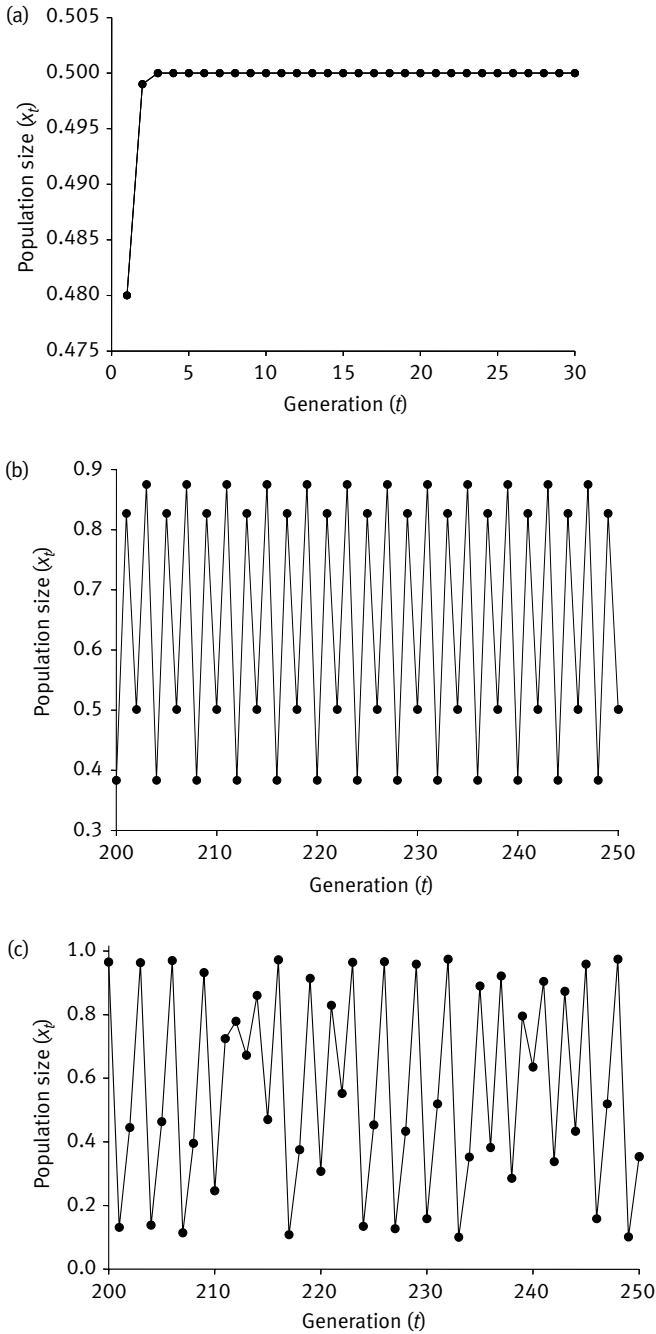 (a)
0.505
0.500
0.495
0.490
0.485
0.480
0.475
Population size (xt)
0 5 10 15 20 25 30
Generation (t)
(b)
0.9
0.8
0.7
0.6
0.5
0.4
0.3
Population size (xt)
200 210 220 230 240 250
Generation (t)
(c)
1.0
0.8
0.6
0.4
0.2
0.0
Population size (xt)
200 210 220 230 240 250
Generation (t)